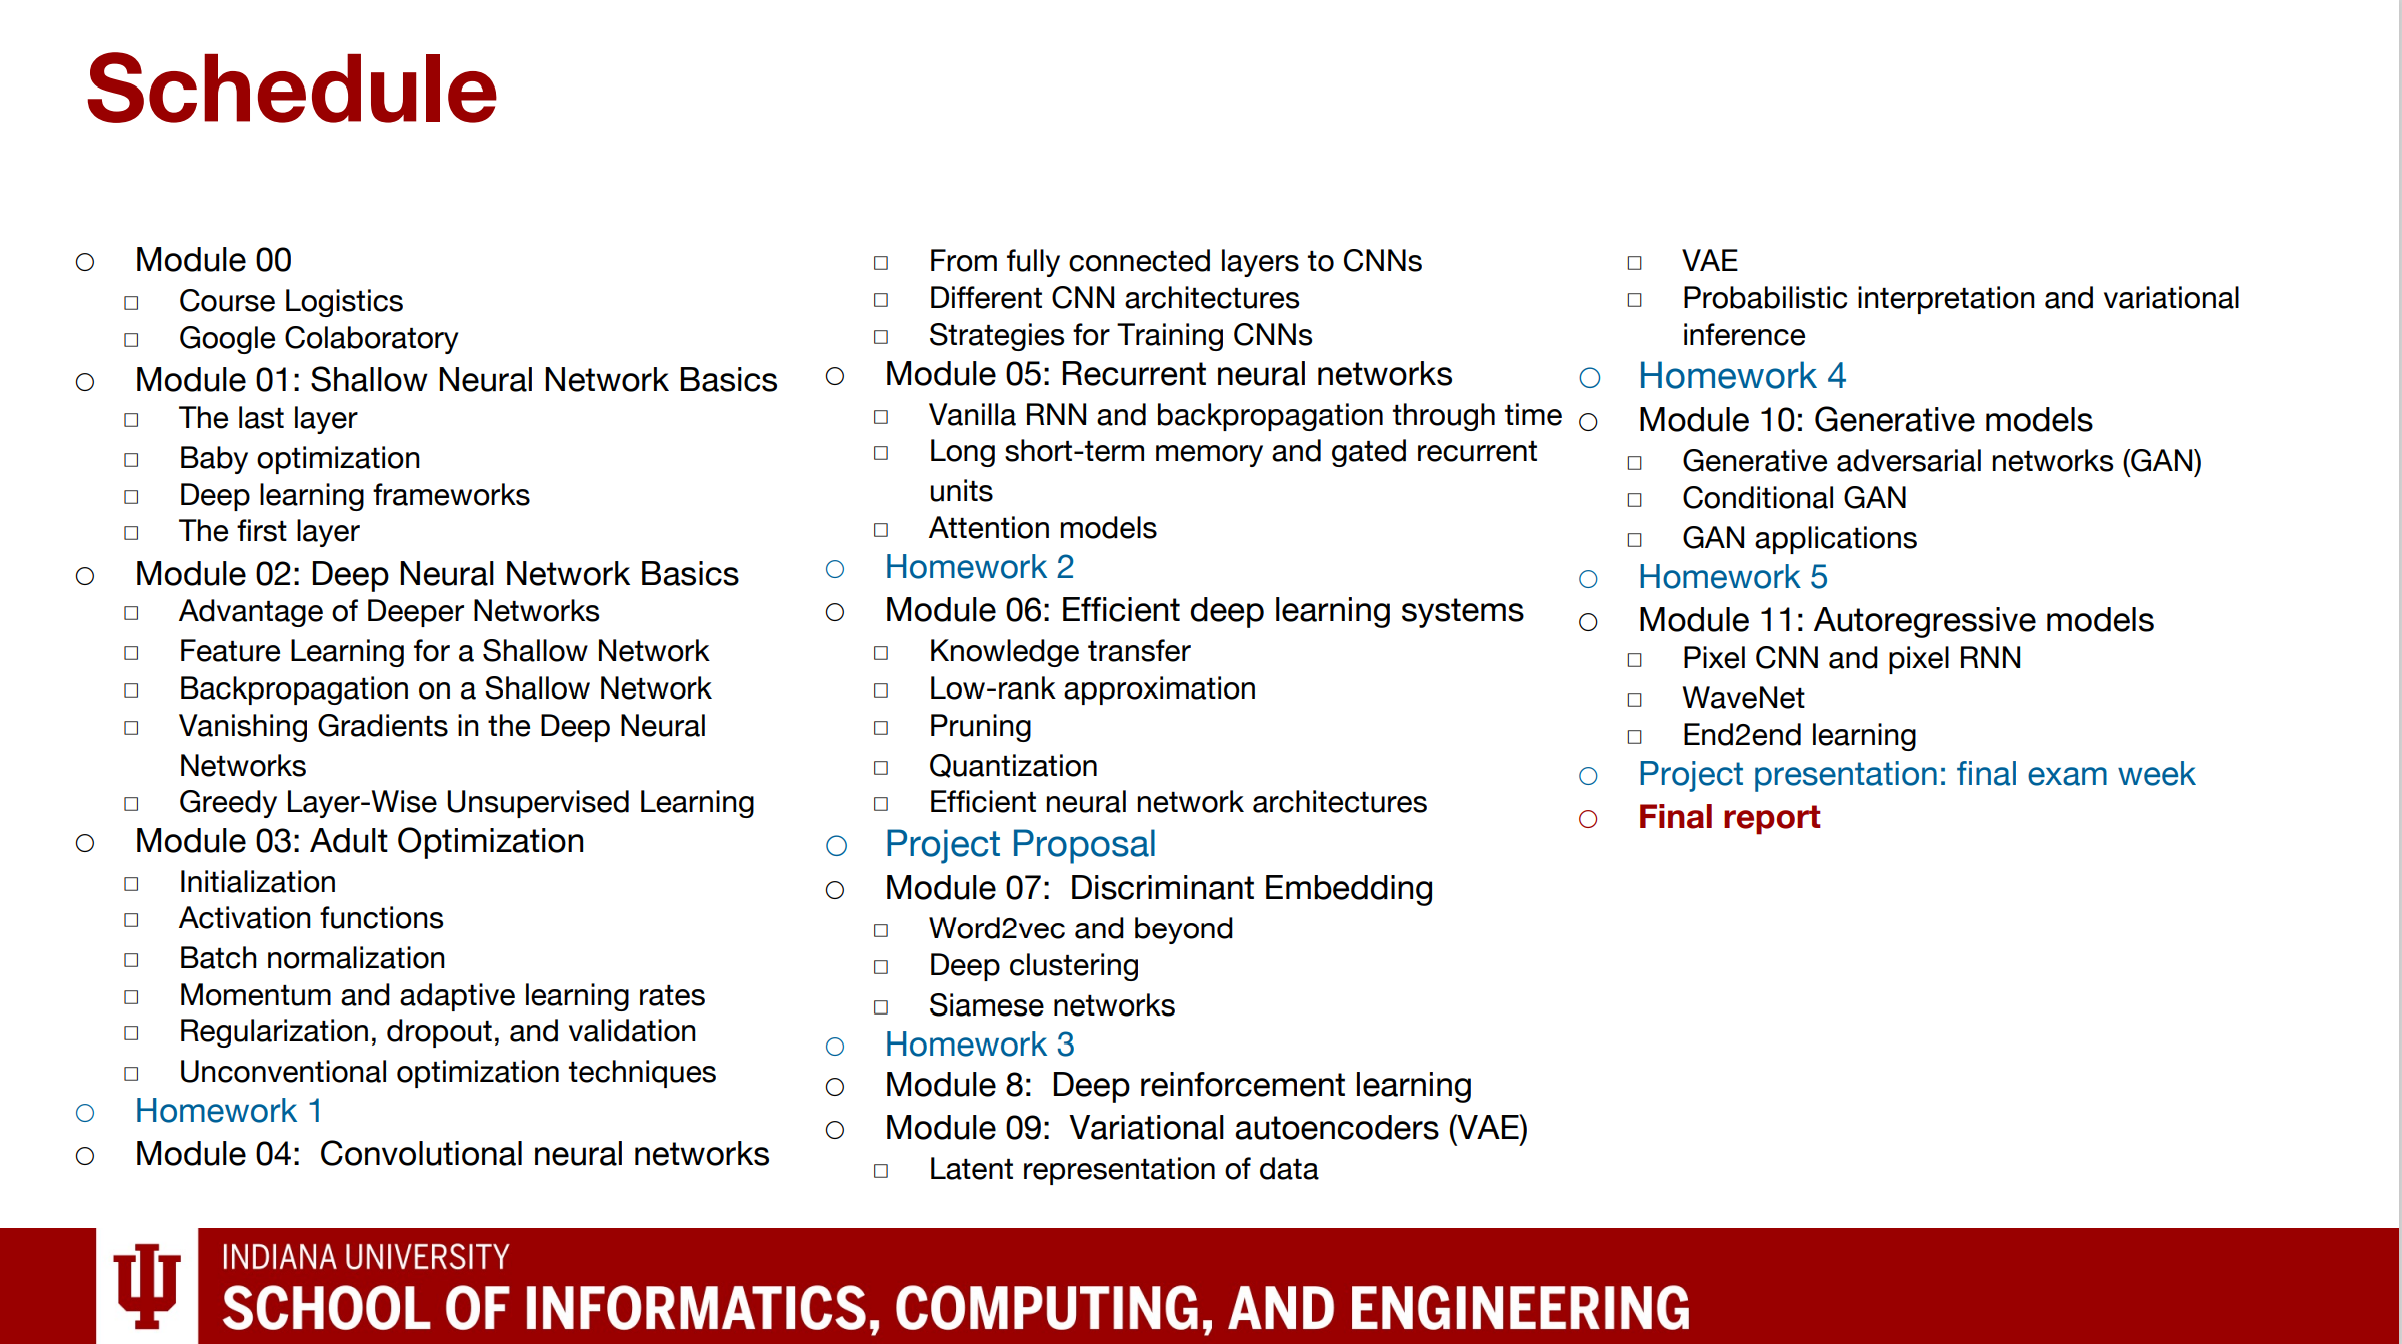 Schedule
Module 00
Course Logistics
Google Colaboratory
Module 01: Shallow Neural Network Basics
The last layer
Baby optimization
Deep learning frameworks
The first layer
Module 02: Deep Neural Network Basics
Advantage of Deeper Networks
Feature Learning for a Shallow Network
Backpropagation on a Shallow Network
Vanishing Gradients in the Deep Neural
Networks
Greedy Layer-Wise Unsupervised Learning
Module 03: Adult Optimization
Initialization
Activation functions
Batch normalization
Momentum and adaptive learning rates
Regularization, dropout, and validation
Unconventional optimization techniques
Homework 1
Module 04:  Convolutional neural networks
From fully connected layers to CNNs
Different CNN architectures
Strategies for Training CNNs
Module 05: Recurrent neural networks
Vanilla RNN and backpropagation through time
Long short-term memory and gated recurrent
units
Attention models
Homework 2
Module 06: Efficient deep learning systems
Knowledge transfer
Low-rank approximation
Pruning
Quantization
Efficient neural network architectures
Project Proposal
Module 07:  Discriminant Embedding
Word2vec and beyond
Deep clustering
Siamese networks
Homework 3
Module 8:  Deep reinforcement learning
Module 09:  Variational autoencoders (VAE)
Latent representation of data
VAE
Probabilistic interpretation and variational
inference
Homework 4
Module 10: Generative models
Generative adversarial networks (GAN)
Conditional GAN
GAN applications
Homework 5
Module 11: Autoregressive models
Pixel CNN and pixel RNN
WaveNet
End2end learning
Project presentation: final exam week
Final report
INDIANA UNIVERSITY
SCHOOL OF INFORMATICS, COMPUTING, AND ENGINEERING